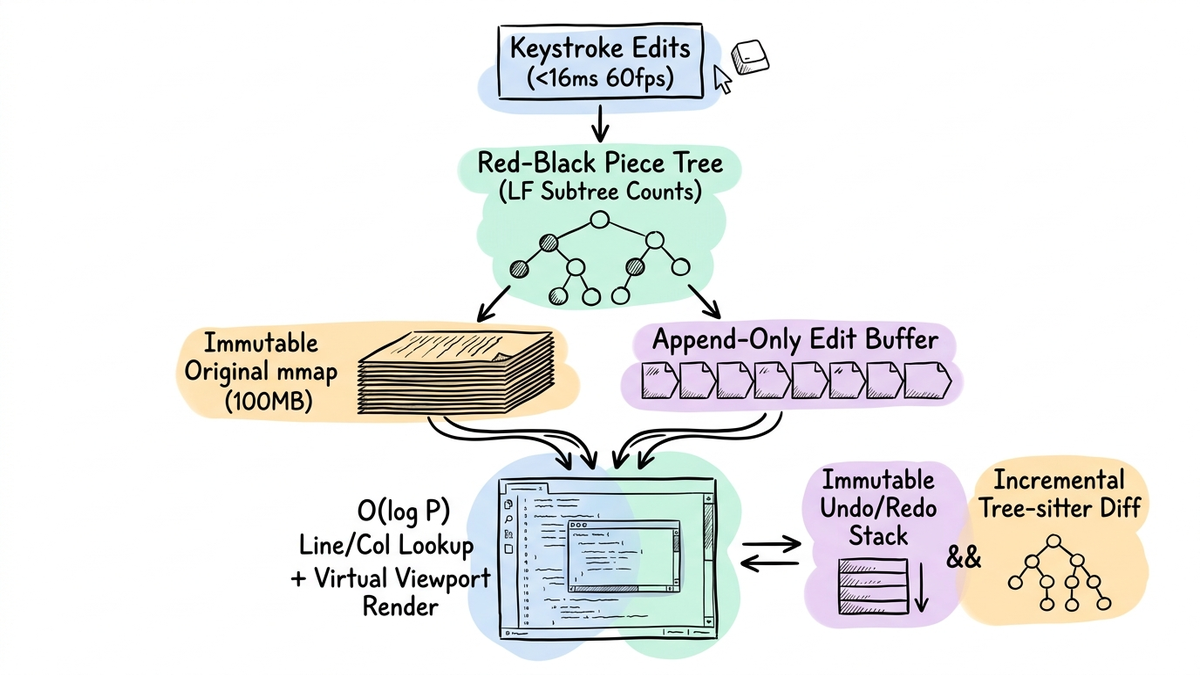 Keystroke Edits
(<16ms 60fps)
Red-Black Piece Tree
(LF Subtree Counts)
Immutable
Original mmap
(100MB)
Append-Only Edit Buffer
O(log P)
Line/Col Lookup
+ Virtual Viewport
Render
Immutable
Undo/Redo
Stack
&&
Incremental
Tree-sitter Diff